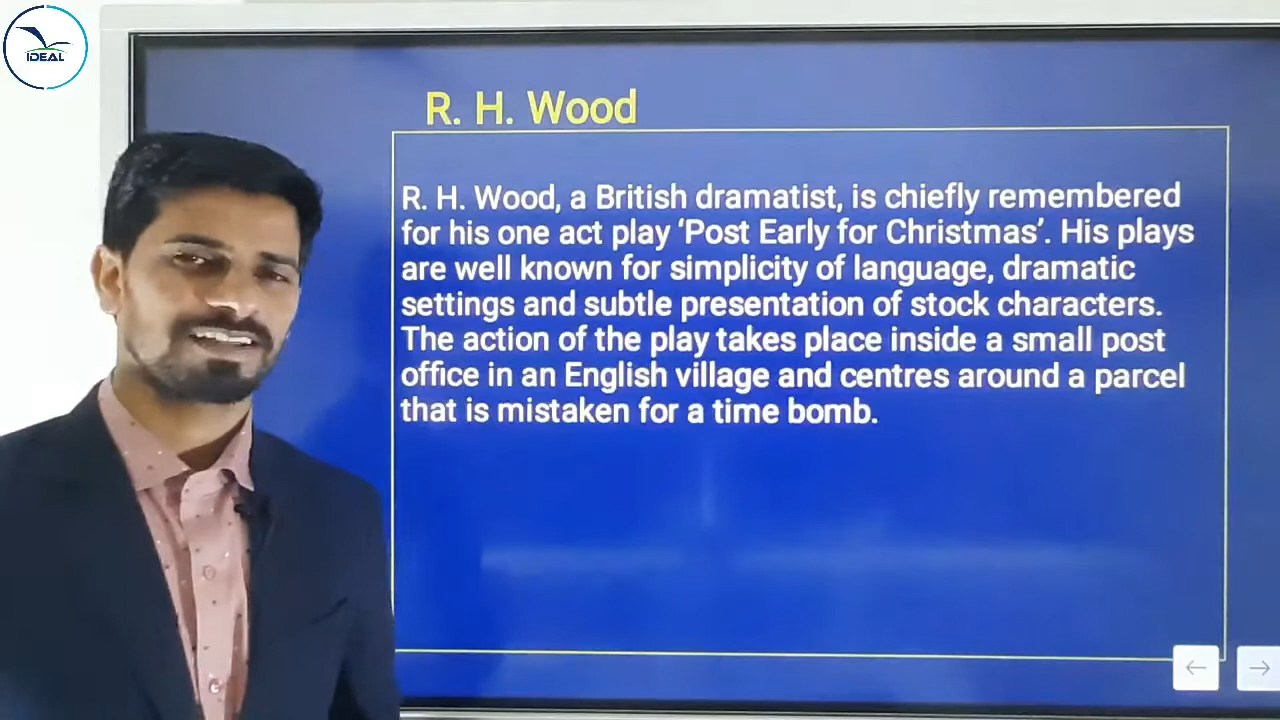 iDEAL
R. H. Wood
R. H. Wood, a British dramatist, is chiefly remembered
for his one act play ‘Post Early for Christmas’. His plays
are well known for simplicity of language, dramatic
settings and subtle presentation of stock characters.
The action of the play takes place inside a small post
office in an English village and centres around a parcel
that is mistaken for a time bomb.